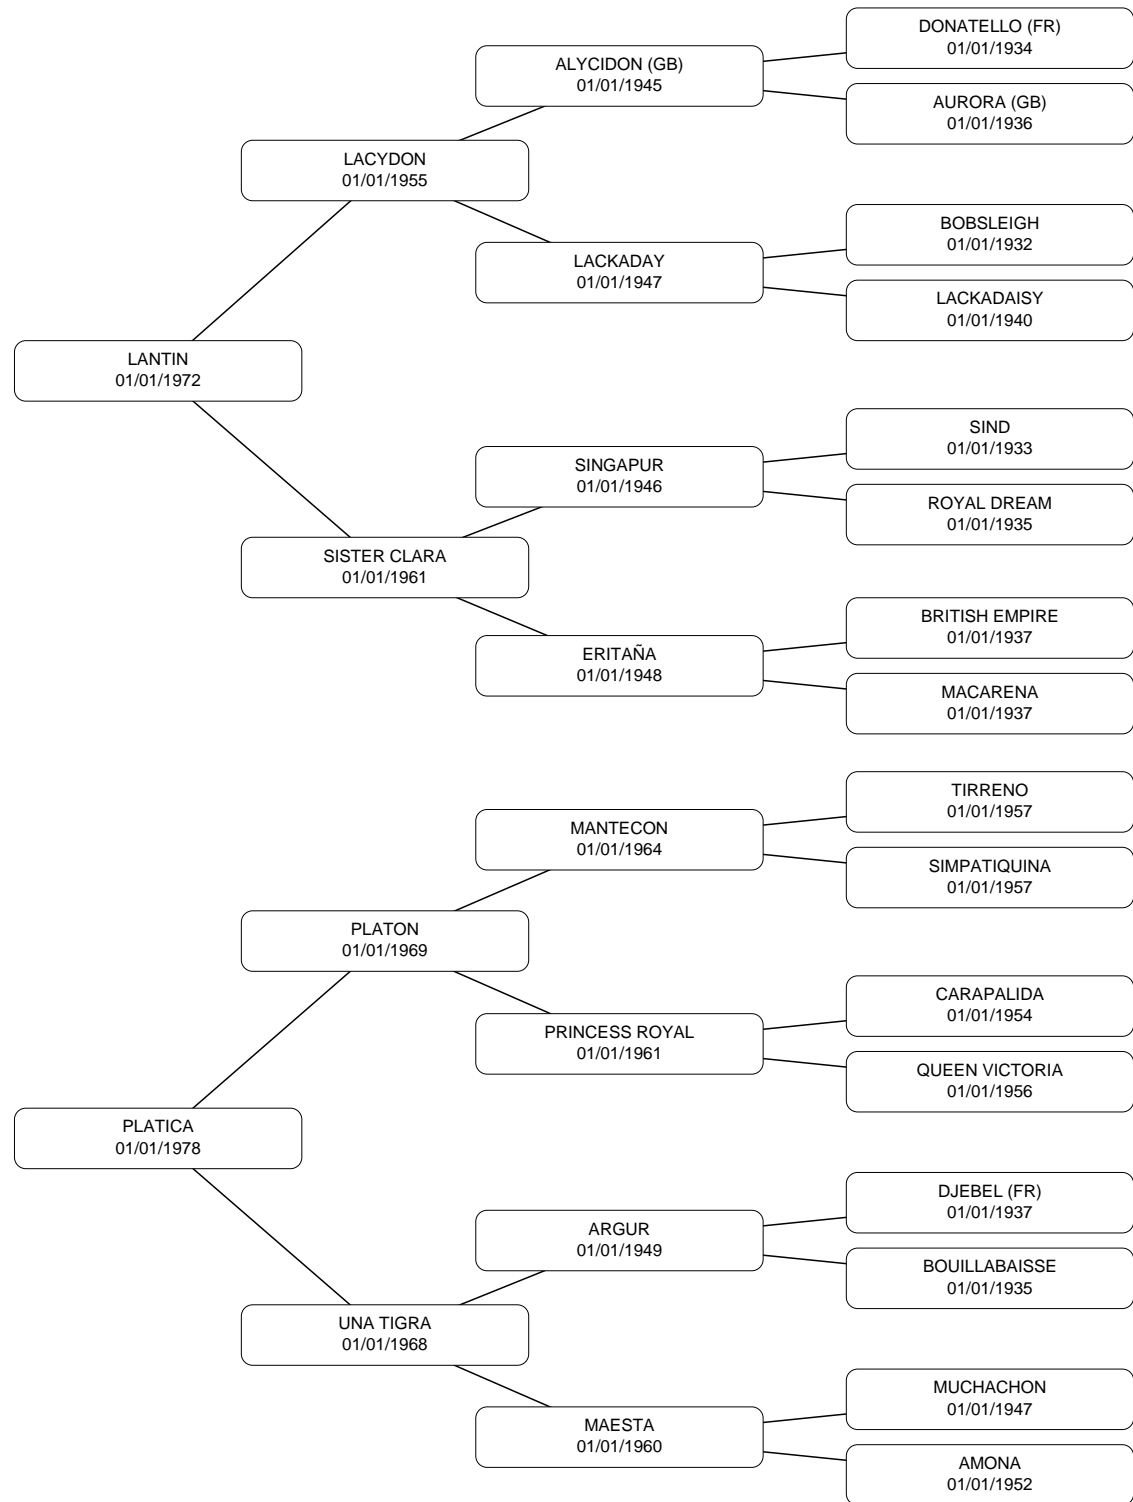 DONATELLO (FR)
01/01/1934
ALYCIDON (GB)
01/01/1945
AURORA (GB)
01/01/1936
LACYDON
01/01/1955
BOBSLEIGH
01/01/1932
LACKADAY
01/01/1947
LACKADAISY
01/01/1940
LANTIN
01/01/1972
SIND
01/01/1933
SINGAPUR
01/01/1946
ROYAL DREAM
01/01/1935
SISTER CLARA
01/01/1961
BRITISH EMPIRE
01/01/1937
ERITAÑA
01/01/1948
MACARENA
01/01/1937
TIRRENO
01/01/1957
MANTECON
01/01/1964
SIMPATIQUINA
01/01/1957
PLATON
01/01/1969
CARAPALIDA
01/01/1954
PRINCESS ROYAL
01/01/1961
QUEEN VICTORIA
01/01/1956
PLATICA
01/01/1978
DJEBEL (FR)
01/01/1937
ARGUR
01/01/1949
BOUILLABAISSE
01/01/1935
UNA TIGRA
01/01/1968
MUCHACHON
01/01/1947
MAESTA
01/01/1960
AMONA
01/01/1952